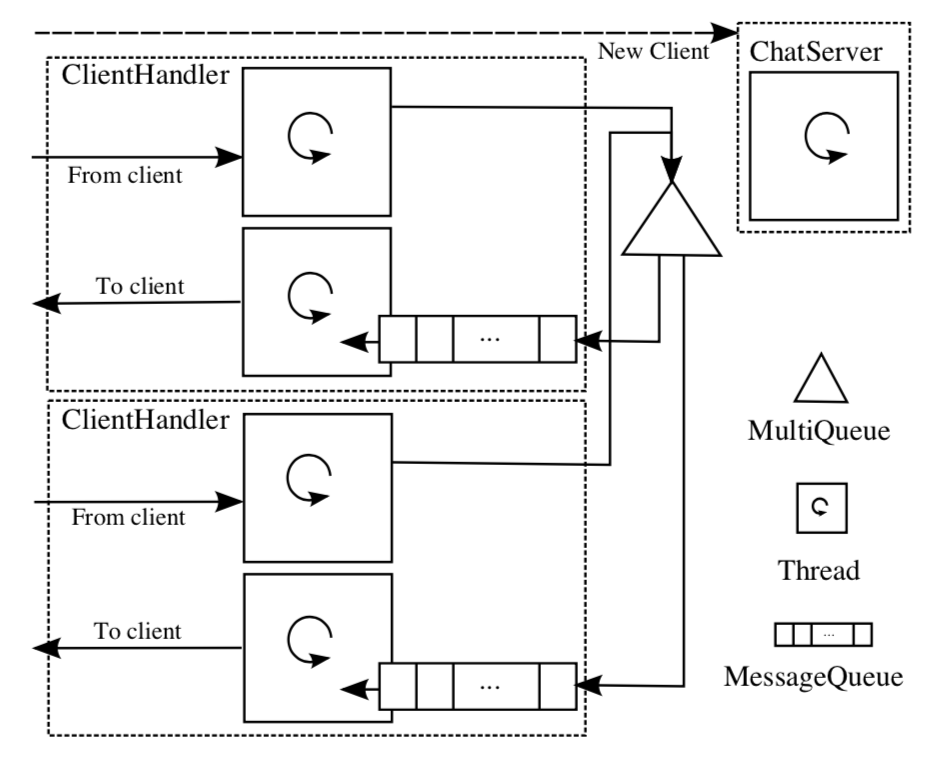 New Client
ChatServer
ClientHandler
From client
To client
...
ClientHandler
From client
To client
...
MultiQueue
Thread
...
MessageQueue